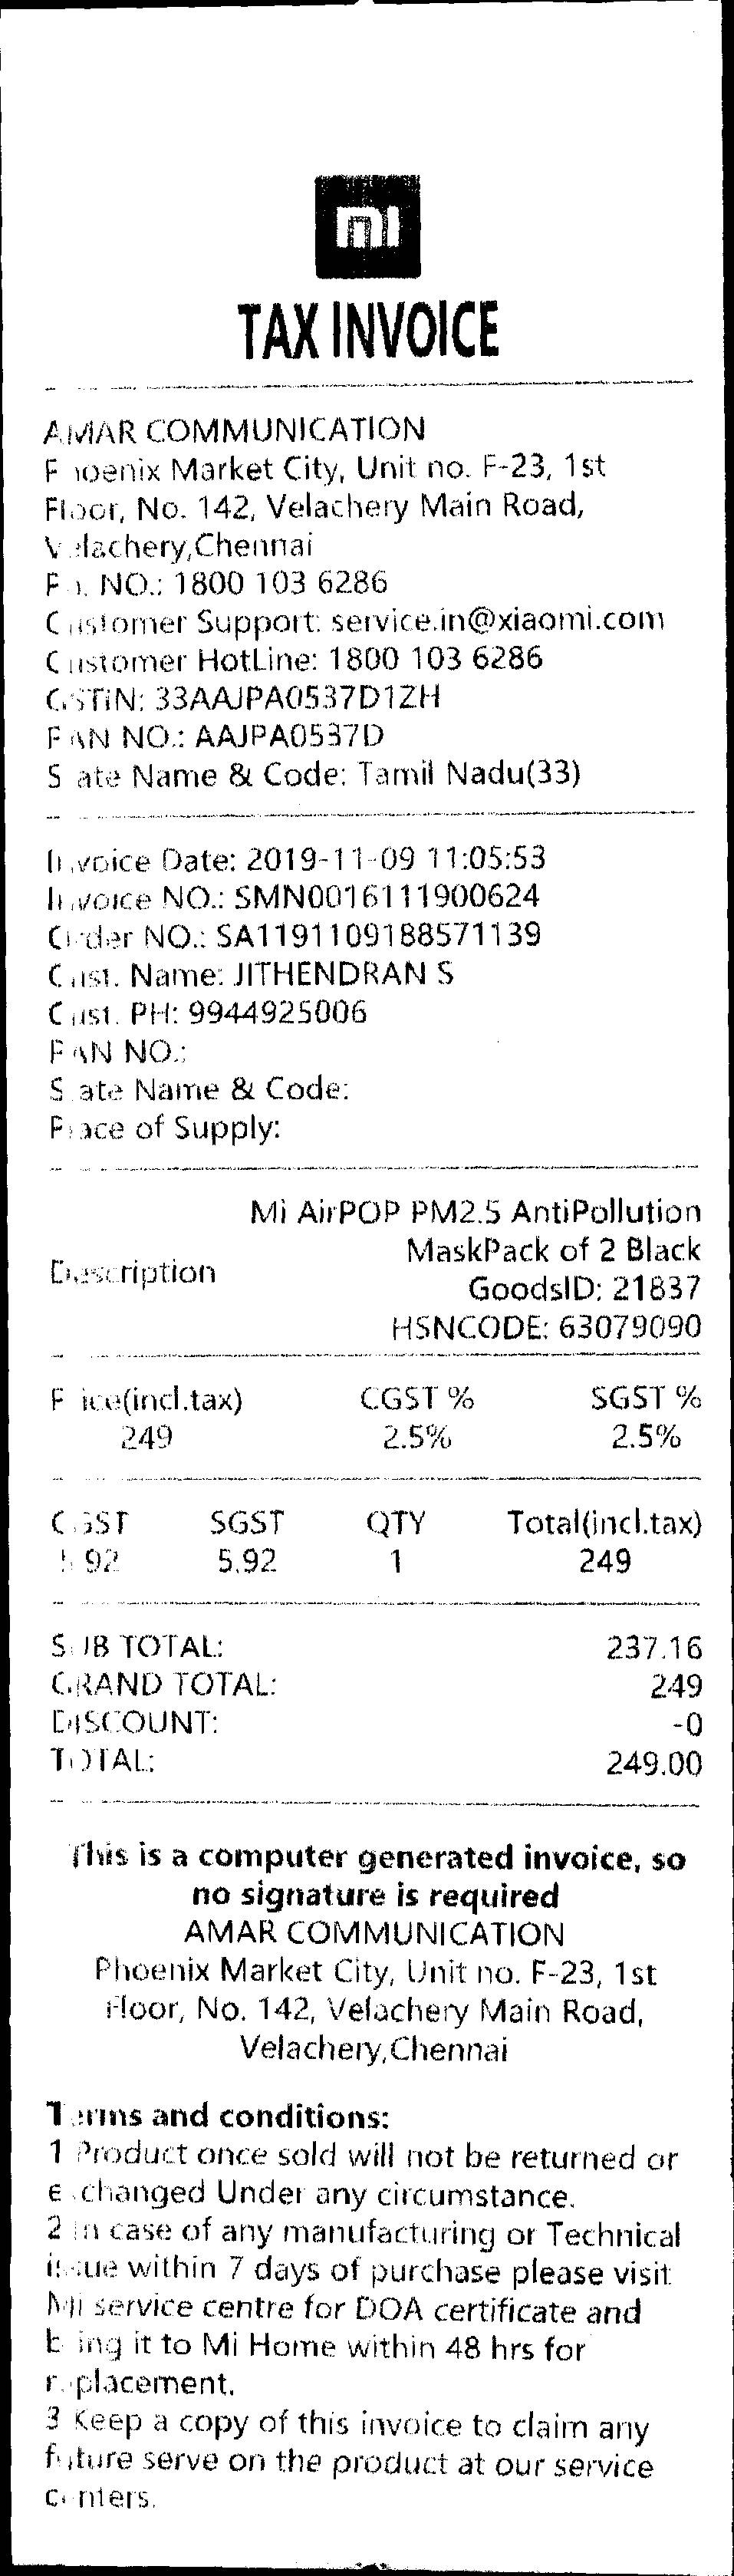 mi
TAX INVOICE
AMAR COMMUNICATION
Phoenix Market City, Unit no. F-23, 1st
Floor, No. 142, Velachery Main Road,
Velachery,Chennai
Ph. NO.: 1800 103 6286
Customer Support: service.in@xiaomi.com
Customer HotLine: 1800 103 6286
GSTIN: 33AAJPA0537D1ZH
PAN NO.: AAJPA0537D
State Name & Code: Tamil Nadu(33)
Invoice Date: 2019-11-09 11:05:53
Invoice NO.: SMN0016111900624
Order NO.: SA1191109188571139
Cust. Name: JITHENDRAN S
Cust. PH: 9944925006
PAN NO.:
State Name & Code:
Place of Supply:
Mi AirPOP PM2.5 AntiPollution
MaskPack of 2 Black
Description
GoodsID: 21837
HSNCODE: 63079090
Price(incl.tax) CGST % SGST %
249 2.5% 2.5%
CGST SGST QTY Total(incl.tax)
5.92 5.92 1 249
SUB TOTAL: 237.16
GRAND TOTAL: 249
DISCOUNT: -0
TOTAL: 249.00
This is a computer generated invoice, so
no signature is required
AMAR COMMUNICATION
Phoenix Market City, Unit no. F-23, 1st
Floor, No. 142, Velachery Main Road,
Velachery,Chennai
Terms and conditions:
1 Product once sold will not be returned or
exchanged Under any circumstance.
2 In case of any manufacturing or Technical
issue within 7 days of purchase please visit
Mi service centre for DOA certificate and
bring it to Mi Home within 48 hrs for
replacement.
3 Keep a copy of this invoice to claim any
future serve on the product at our service
centers.